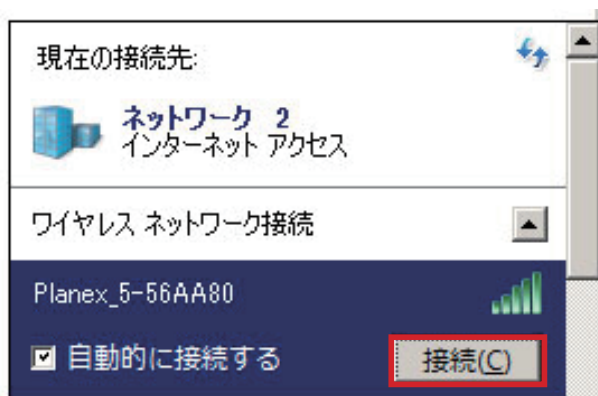 現在の接続先:
ネットワーク 2
インターネット アクセス
ワイヤレス ネットワーク接続
Planex_5-56AA80
自動的に接続する
接続(C)